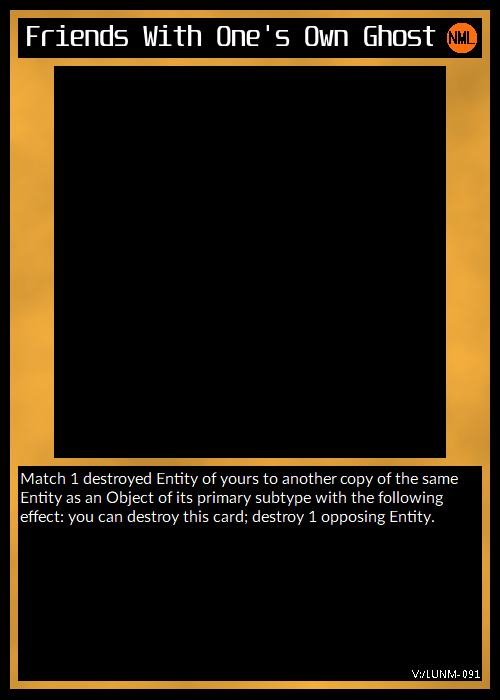 Friends With One's Own Ghost NML
Match 1 destroyed Entity of yours to another copy of the same
Entity as an Object of its primary subtype with the following
effect: you can destroy this card; destroy 1 opposing Entity.
V:/LUNM-091